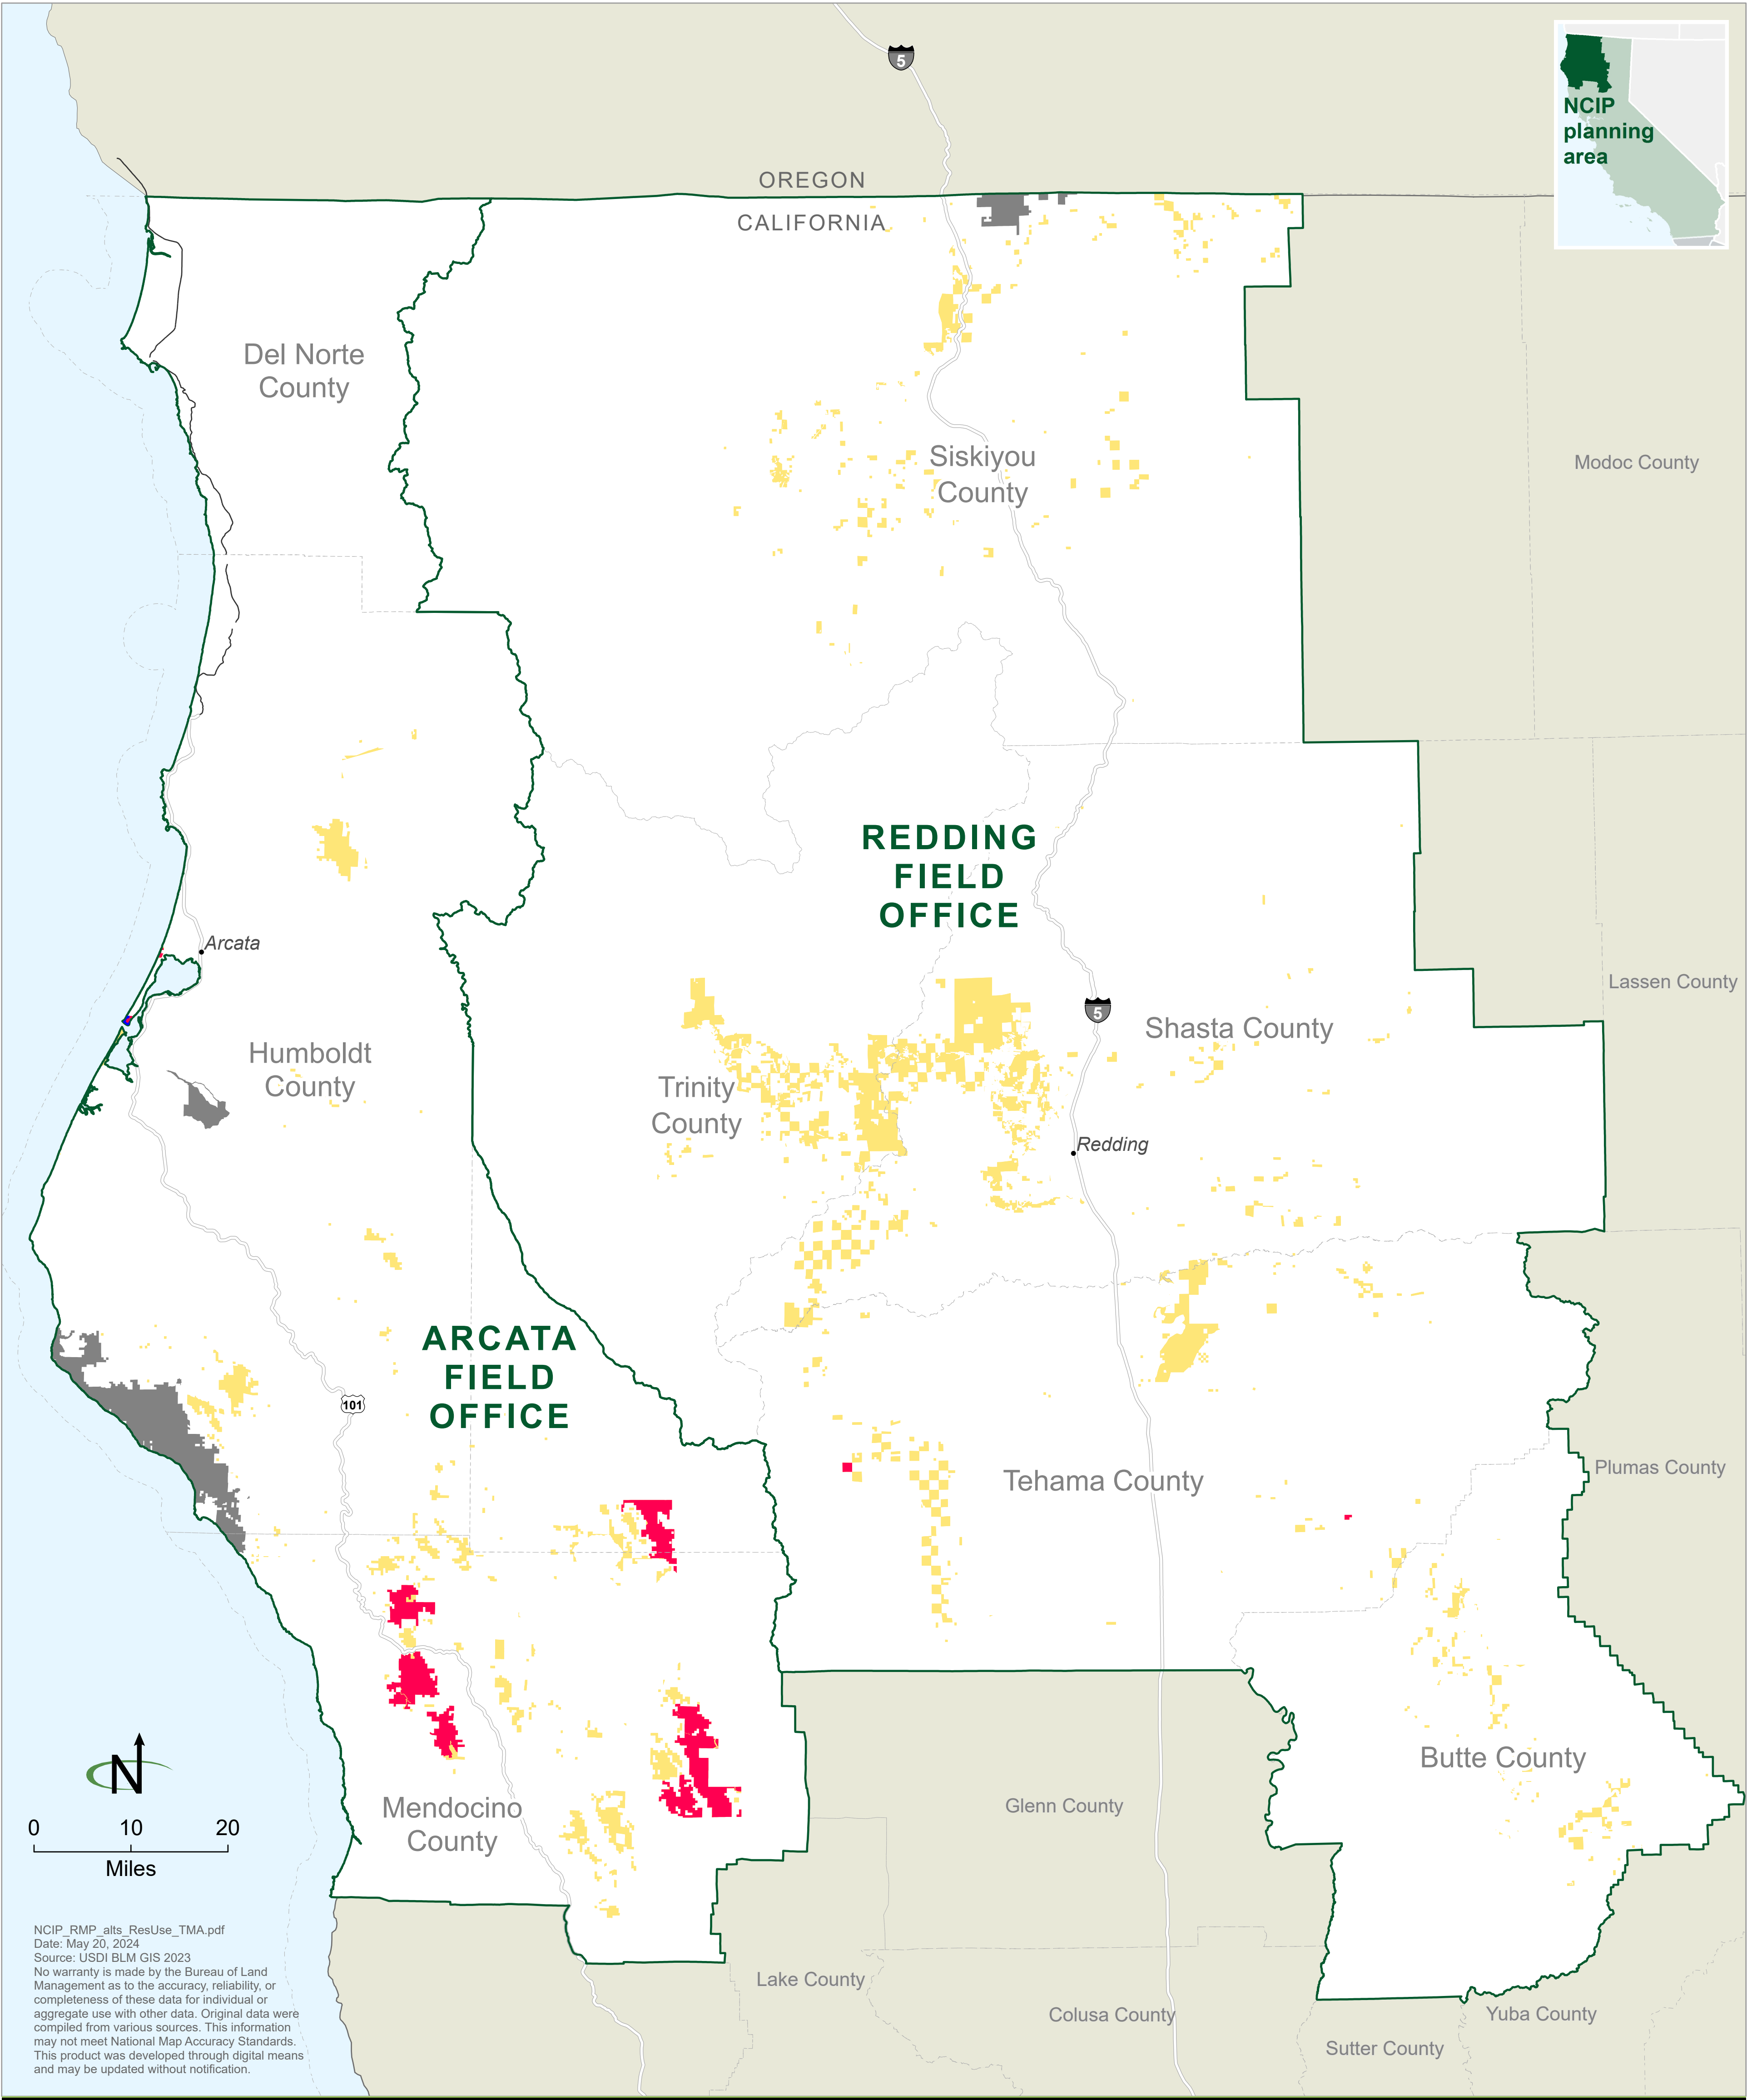 5
NCIP
planning
area
OREGON
CALIFORNIA
Del Norte
County
Siskiyou
County
Modoc County
REDDING
FIELD
OFFICE
Arcata
Lassen County
5
Shasta County
Humboldt
County
Trinity
County
Redding
ARCATA
FIELD
OFFICE
101
Plumas County
Tehama County
N
Butte County
Mendocino
County
Glenn County
0 10 20
Miles
NCIP_RMP_alts_ResUse_TMA.pdf
Date: May 20, 2024
Source: USDI BLM GIS 2023
No warranty is made by the Bureau of Land
Management as to the accuracy, reliability, or
completeness of these data for individual or
aggregate use with other data. Original data were
compiled from various sources. This information
may not meet National Map Accuracy Standards.
This product was developed through digital means
and may be updated without notification.
Lake County
Colusa County
Yuba County
Sutter County